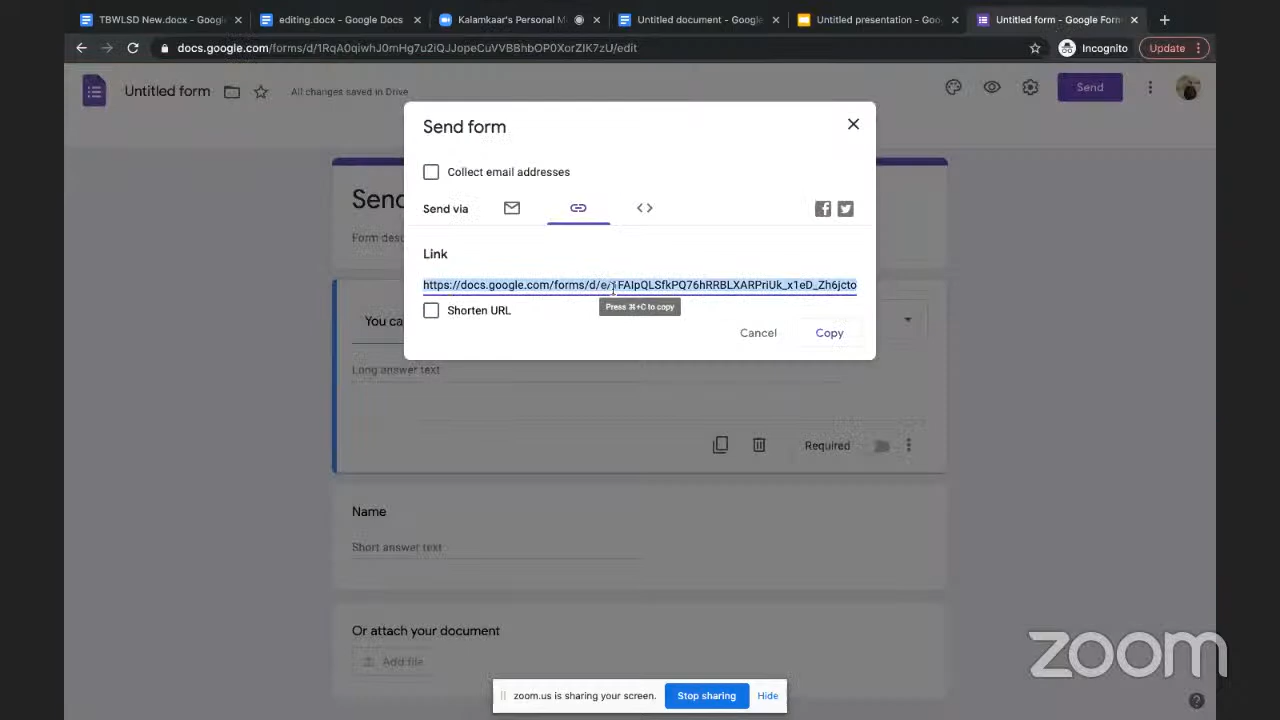 TBWLSD New.docx - Google
editing.docx - Google Docs
Kalamkaar's Personal M
Untitled document - Google
Untitled presentation - Goo
Untitled form - Google Form
docs.google.com/forms/d/1RqA0qiwhJ0mHg7u2iQJJopeCuVVBBhbOP0XorZIK7zU/edit
Incognito
Update
Untitled form
All changes saved in Drive
Send
Send form
Collect email addresses
Send via
Link
https://docs.google.com/forms/d/e/1FAIpQLSfkPQ76hRRBLXARPriUk_x1eD_Zh6jcto
Press ⌘+C to copy
Shorten URL
Cancel
Copy
Send
Form des
You can
Long answer text
Required
Name
Short answer text
Or attach your document
Add file
zoom
zoom.us is sharing your screen.
Stop sharing
Hide